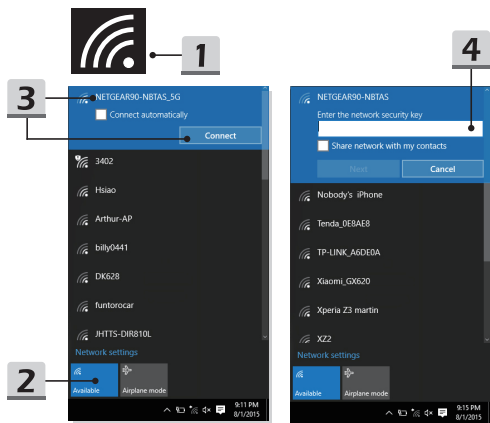 1
3
NETGEAR90-NBTAS_5G
Connect automatically
Connect
3402
Hsiao
Arthur-AP
billy0441
DK628
funtorocar
JHTTS-DIR810L
Network settings
2
Available
Airplane mode
9:11 PM
8/1/2015
4
NETGEAR90-NBTAS
Enter the network security key
Share network with my contacts
Next
Cancel
Nobody's iPhone
Tenda_0E8AE8
TP-LINK_A6DE0A
Xiaomi_GX620
Xperia Z3 martin
XZ2
Network settings
Available
Airplane mode
9:15 PM
8/1/2015